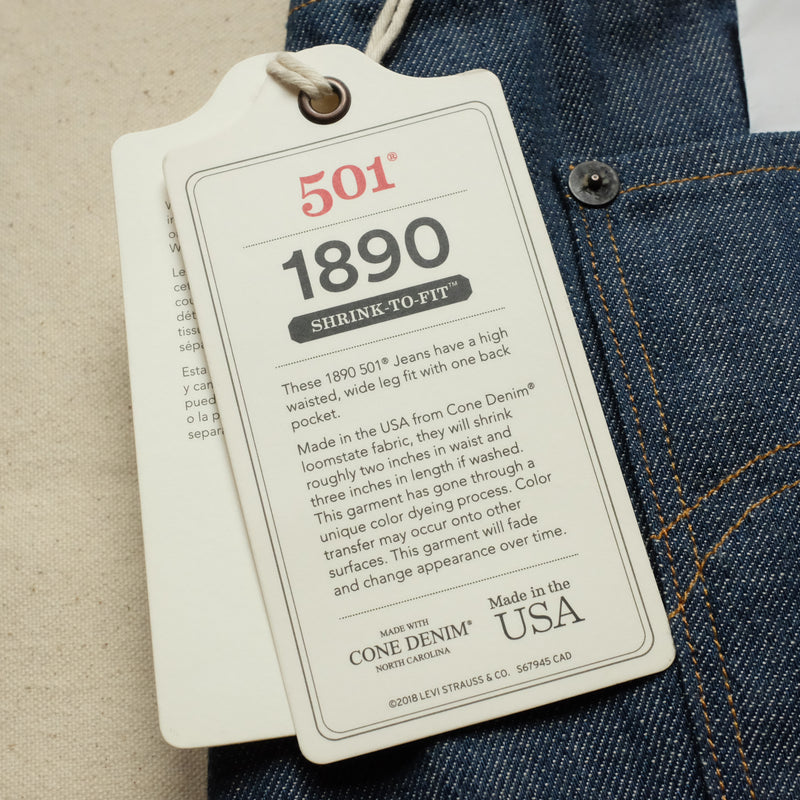 501®
1890
SHRINK-TO-FIT™
These 1890 501® Jeans have a high
waisted, wide leg fit with one back
pocket.
Made in the USA from Cone Denim®
loomstate fabric, they will shrink
roughly two inches in waist and
three inches in length if washed.
This garment has gone through a
unique color dyeing process. Color
transfer may occur onto other
surfaces. This garment will fade
and change appearance over time.
MADE WITH
CONE DENIM®
NORTH CAROLINA
Made in the
USA
©2018 LEVI STRAUSS & CO. S67945 CAD
Esta
y
o la